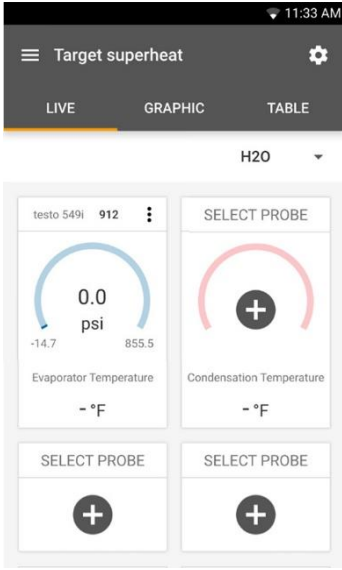 11:33 AM
Target superheat
LIVE GRAPHIC TABLE
H2O
testo 549i 912
SELECT PROBE
0.0
psi
-14.7 855.5
Evaporator Temperature
Condensation Temperature
- °F
- °F
SELECT PROBE
SELECT PROBE